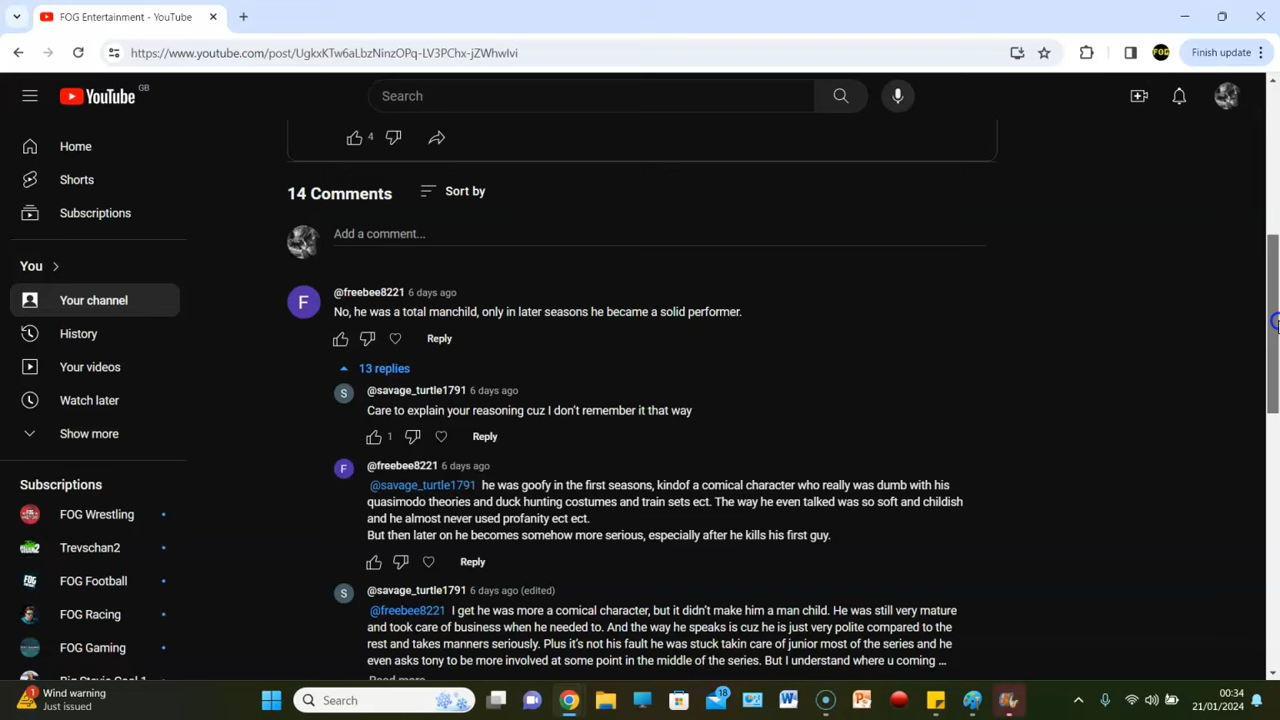 FOG Entertainment - YouTube
https://www.youtube.com/post/UgkxKTw6aLbzNinzOPq-LV3PChx-jZWhwIvi
FOG
Finish update
YouTube GB
Search
4
Home
Shorts
Subscriptions
You
Your channel
History
Your videos
Watch later
Show more
Subscriptions
FOG Wrestling
Trevschan2
FOG Football
FOG Racing
FOG Gaming
14 Comments
Sort by
Add a comment...
F
@freebee8221 6 days ago
No, he was a total manchild, only in later seasons he became a solid performer.
Reply
13 replies
S
@savage_turtle1791 6 days ago
Care to explain your reasoning cuz I don't remember it that way
1
Reply
F
@freebee8221 6 days ago
@savage_turtle1791 he was goofy in the first seasons, kindof a comical character who really was dumb with his
quasimodo theories and duck hunting costumes and train sets ect. The way he even talked was so soft and childish
and he almost never used profanity ect ect.
But then later on he becomes somehow more serious, especially after he kills his first guy.
Reply
S
@savage_turtle1791 6 days ago (edited)
@freebee8221 I get he was more a comical character, but it didn't make him a man child. He was still very mature
and took care of business when he needed to. And the way he speaks is cuz he is just very polite compared to the
rest and takes manners seriously. Plus it's not his fault he was stuck takin care of junior most of the series and he
even asks tony to be more involved at some point in the middle of the series. But I understand where u coming ...
Read more
1
Wind warning
Just issued
Search
18
00:34
21/01/2024